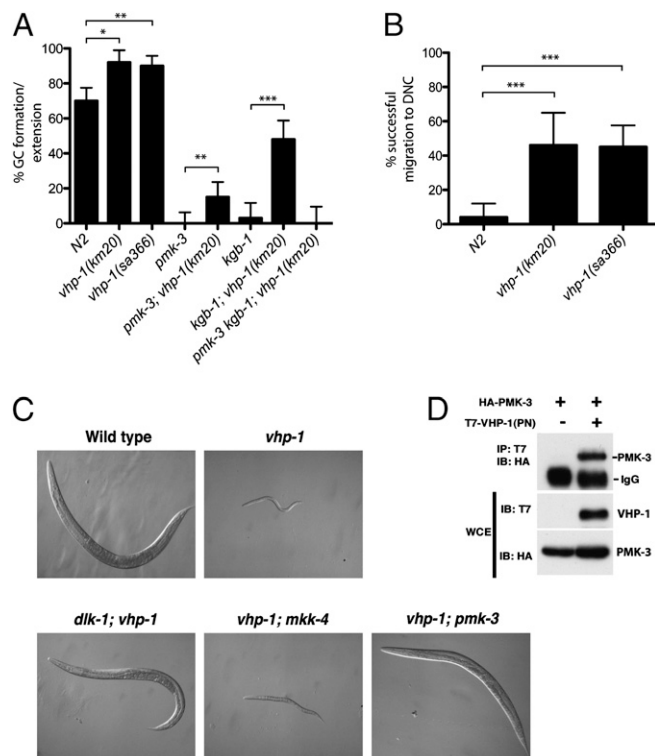 A
% GC formation/
extension
100
80
60
40
20
0
*
**
**
***
N2
vhp-1(km20)
vhp-1(sa366)
pmk-3
pmk-3; vhp-1(km20)
kgb-1
kgb-1; vhp-1(km20)
pmk-3 kgb-1; vhp-1(km20)
B
% successful
migration to DNC
100
80
60
40
20
0
***
***
N2
vhp-1(km20)
vhp-1(sa366)
C
Wild type
vhp-1
dlk-1; vhp-1
vhp-1; mkk-4
vhp-1; pmk-3
D
HA-PMK-3 + +
T7-VHP-1(PN) - +
IP: T7
IB: HA
-PMK-3
-IgG
WCE
IB: T7
VHP-1
IB: HA
PMK-3